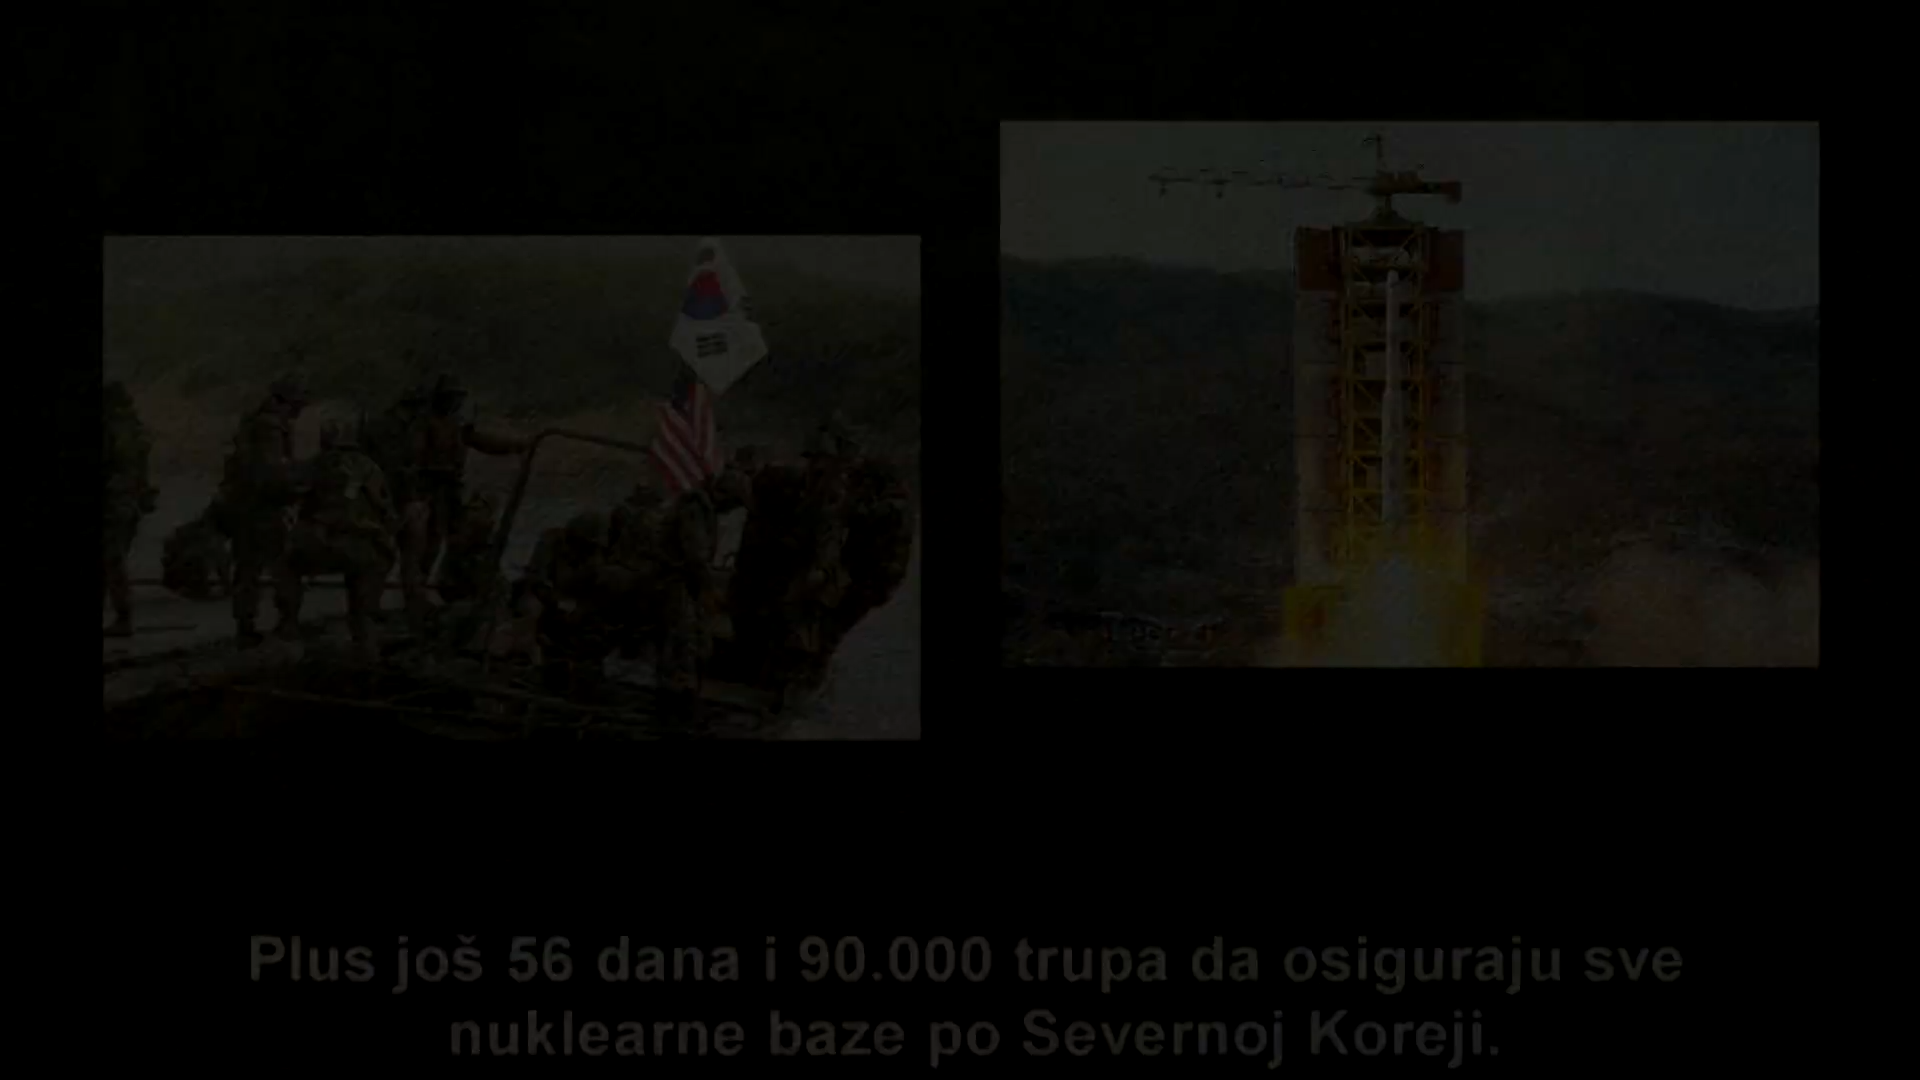 Plus još 56 dana i 90.000 trupa da osiguraju sve
nuklearne baze po Severnoj Koreji.